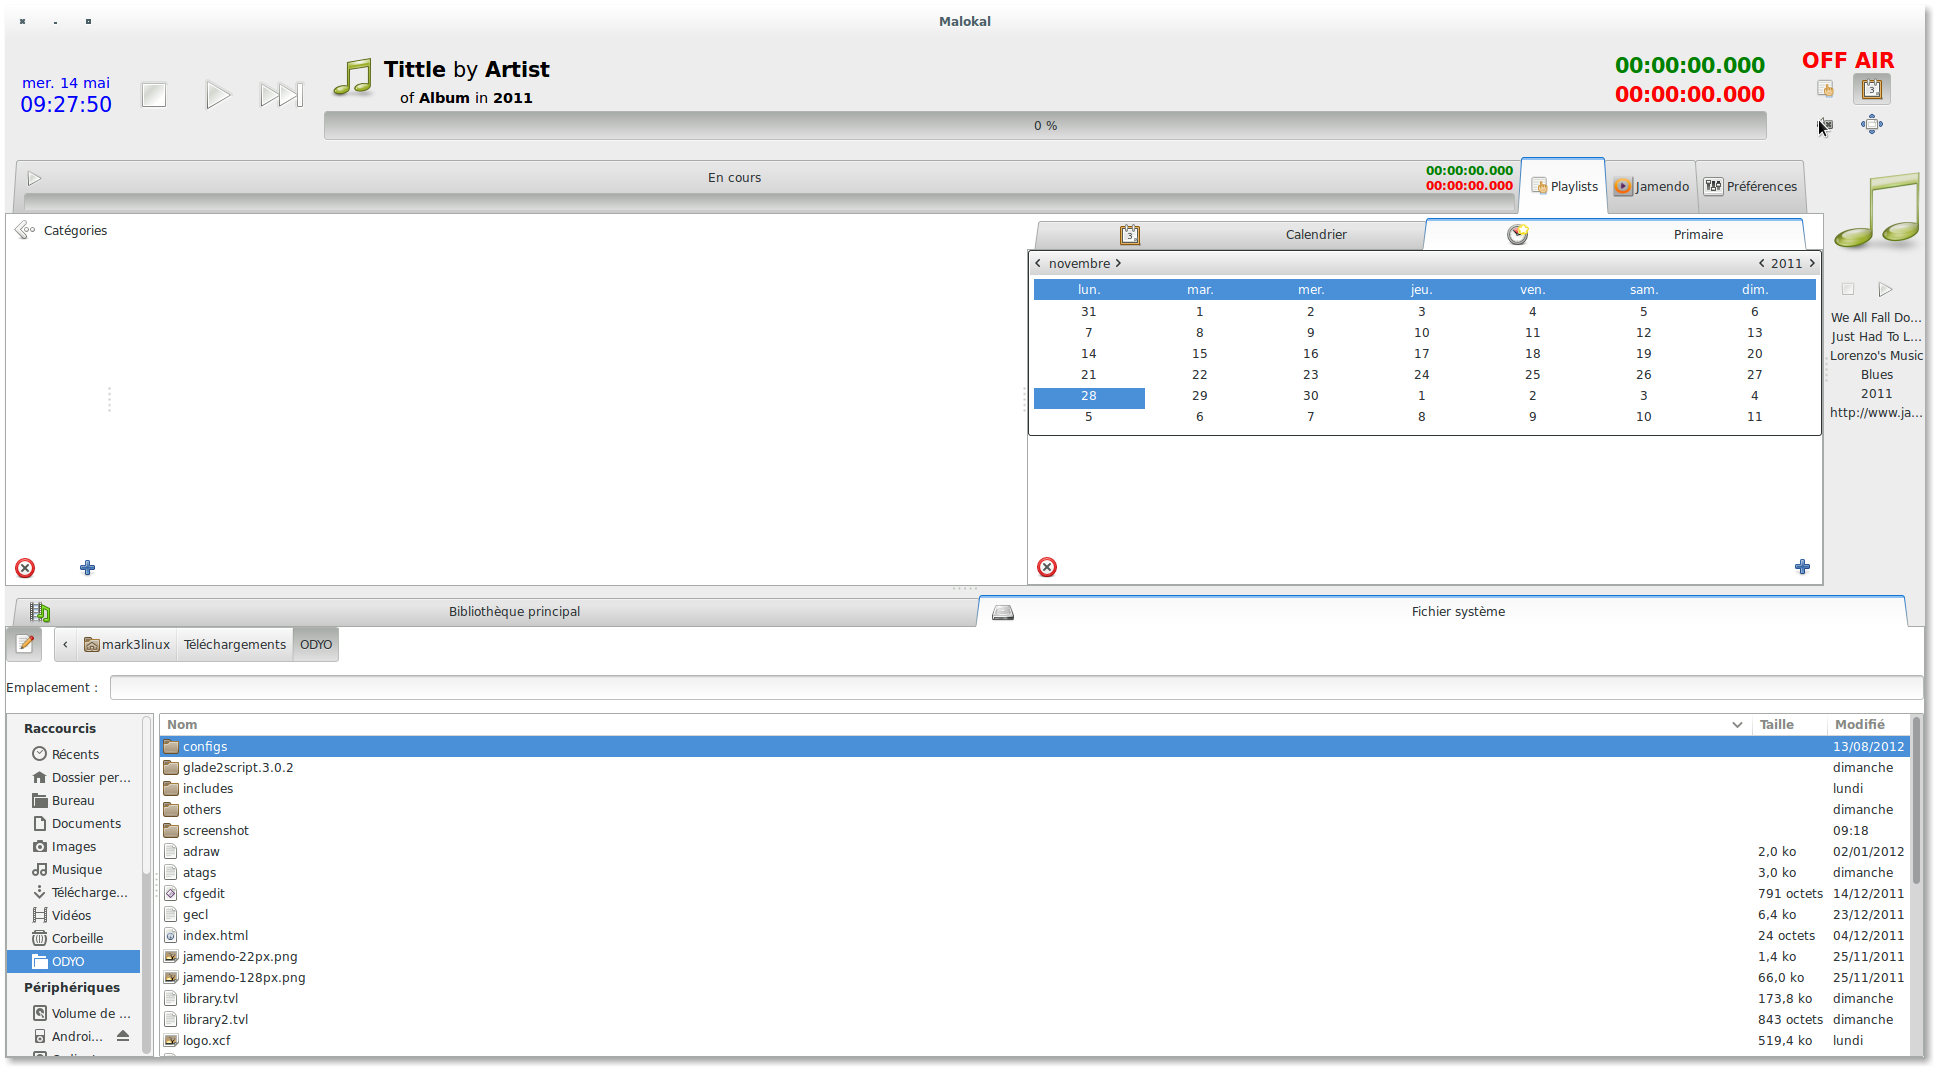 Malokal
mer. 14 mai
09:27:50
Tittle by Artist
of Album in 2011
00:00:00.000
00:00:00.000
OFF AIR
3
0 %
En cours
00:00:00.000
00:00:00.000
Playlists
Jamendo
Préférences
Catégories
3
Calendrier
Primaire
novembre
2011
lun. mar. mer. jeu. ven. sam. dim.
31 1 2 3 4 5 6
7 8 9 10 11 12 13
14 15 16 17 18 19 20
21 22 23 24 25 26 27
28 29 30 1 2 3 4
5 6 7 8 9 10 11
We All Fall Do...
Just Had To L...
Lorenzo's Music
Blues
2011
http://www.ja...
Bibliothèque principal
Fichier système
mark3linux
Téléchargements
ODYO
Emplacement :
Raccourcis
Récents
Dossier per...
Bureau
Documents
Images
Musique
Télécharge...
Vidéos
Corbeille
ODYO
Périphériques
Volume de ...
Androi...
Nom Taille Modifié
configs 13/08/2012
glade2script.3.0.2 dimanche
includes lundi
others dimanche
screenshot 09:18
adraw 2,0 ko 02/01/2012
atags 3,0 ko dimanche
cfgedit 791 octets 14/12/2011
gecl 6,4 ko 23/12/2011
index.html 24 octets 04/12/2011
jamendo-22px.png 1,4 ko 25/11/2011
jamendo-128px.png 66,0 ko 25/11/2011
library.tvl 173,8 ko dimanche
library2.tvl 843 octets dimanche
logo.xcf 519,4 ko lundi